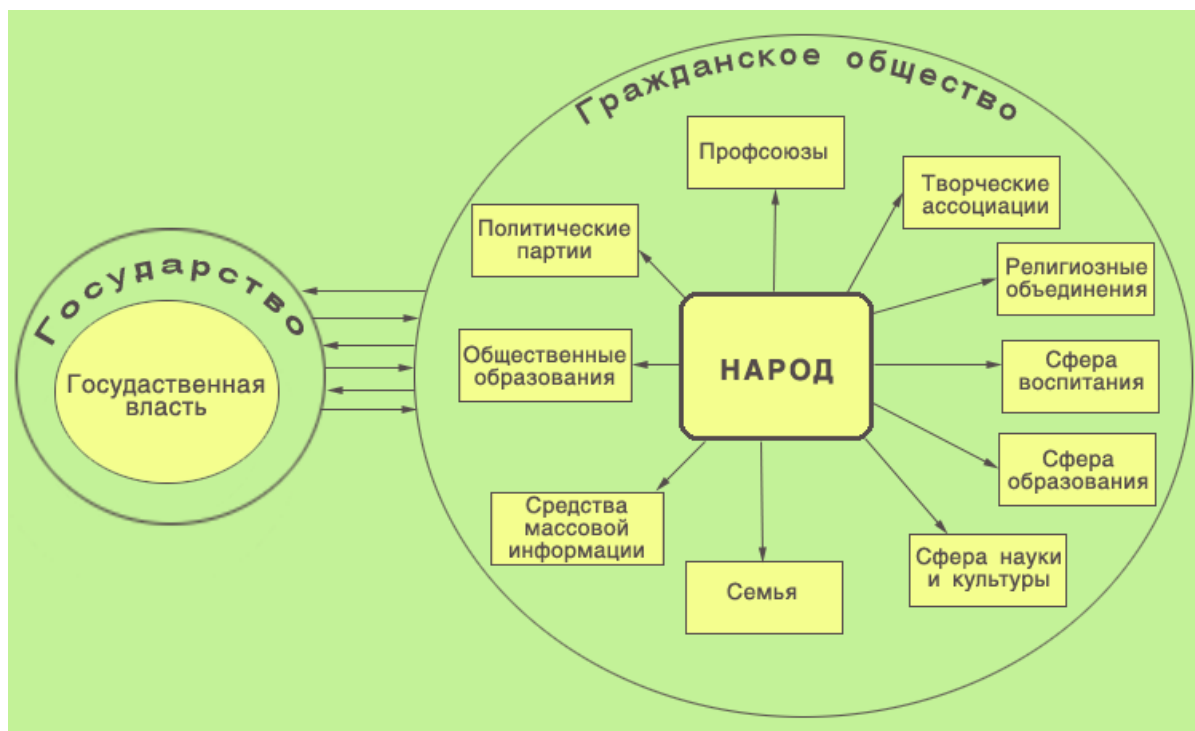 Гражданское общество
Профсоюзы
Творческие
ассоциации
Политические
партии
Религиозные
объединения
Государство
Общественные
образования
НАРОД
Сфера
воспитания
Госудаственная
власть
Сфера
образования
Средства
массовой
информации
Сфера науки
и культуры
Семья